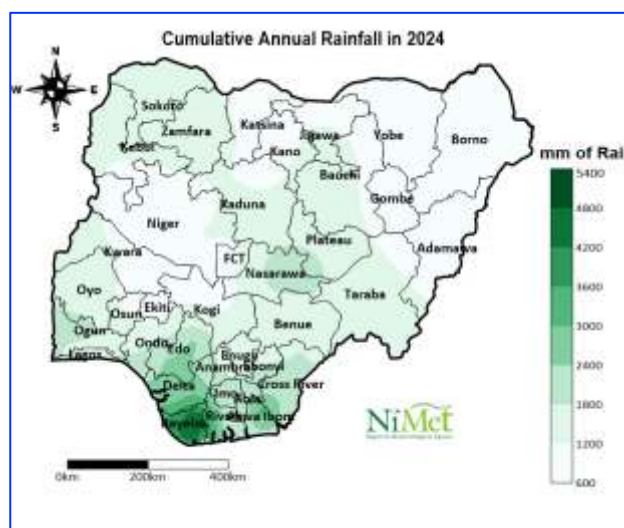 Cumulative Annual Rainfall in 2024
N
W E
S
Sokoto
Zamfara
Kebbi
Katsina
Kano
Jigawa
Yobe
Borno
Bauchi
Gombe
Kaduna
Niger
Plateau
Adamawa
FCT
Nasarawa
Kwara
Taraba
Oyo
Osun
Ekiti
Kogi
Benue
Ogun
Lagos
Ondo
Edo
Enugu
Anambra
Ebonyi
Cross River
Delta
Imo
Abia
Bayelsa
Rivers
Akwa Ibom
mm of Rai
5400
4800
4200
3600
3000
2400
1800
1200
600
NiMet
0km 200km 400km